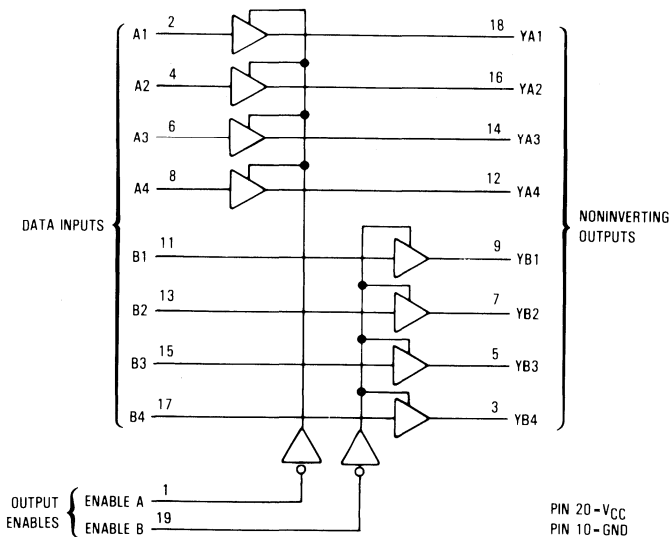 A1 2 18 YA1
A2 4 16 YA2
A3 6 14 YA3
A4 8 12 YA4
DATA INPUTS
NONINVERTING
OUTPUTS
B1 11 9 YB1
B2 13 7 YB2
B3 15 5 YB3
B4 17 3 YB4
OUTPUT
ENABLES
ENABLE A 1
ENABLE B 19
PIN 20-VCC
PIN 10-GND